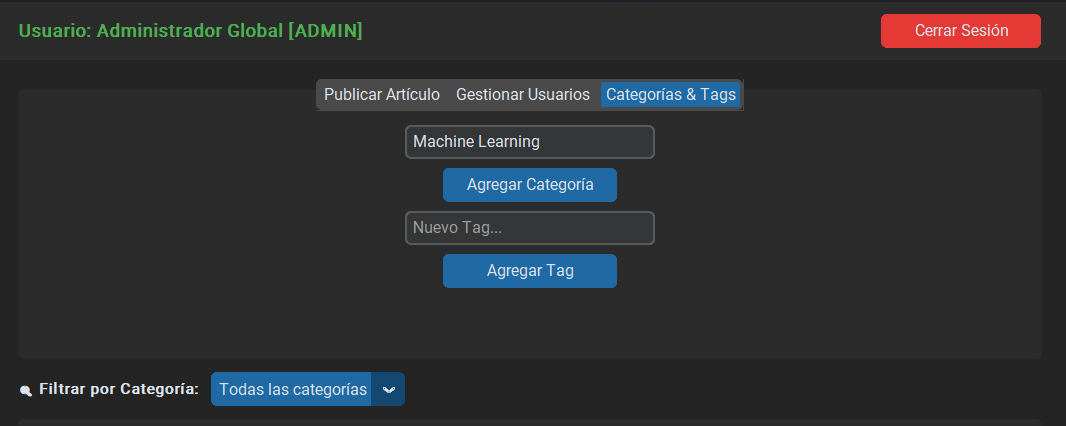 Usuario: Administrador Global [ADMIN]
Cerrar Sesión
Publicar Artículo Gestionar Usuarios Categorías & Tags
Machine Learning
Agregar Categoría
Nuevo Tag...
Agregar Tag
Filtrar por Categoría: Todas las categorías